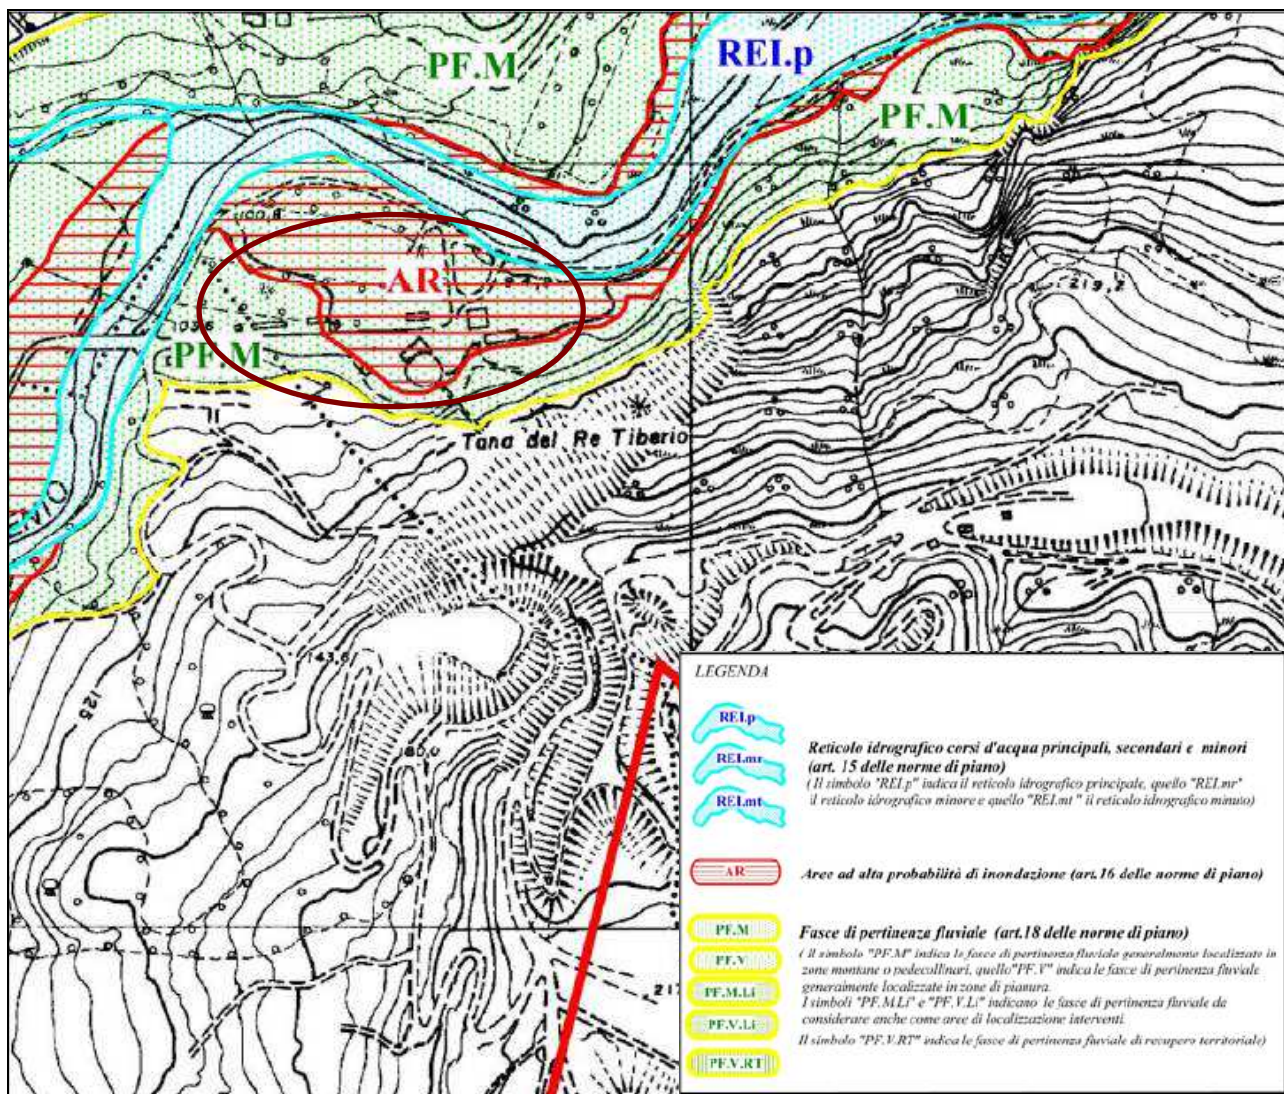 PF.M
REI.p
PF.M
100,8
AR
219,2
103,6
PF.M
Tana del Re Tiberio
143,6
125
180,0
217
LEGENDA
REI.p
REI.mr
REI.mt
Reticolo idrografico corsi d'acqua principali, secondari e minori
(art. 15 delle norme di piano)
( Il simbolo "REI.p" indica il reticolo idrografico principale, quello "REI.mr"
il reticolo idrografico minore e quello "REI.mt" il reticolo idrografico minuto)
AR
Aree ad alta probabilità di inondazione (art.16 delle norme di piano)
PF.M
PF.V
PF.M.Li
PF.V.Li
PF.V.RT
Fasce di pertinenza fluviale (art.18 delle norme di piano)
( Il simbolo "PF.M" indica le fasce di pertinenza fluviale generalmente localizzate in
zone montane o pedecollinari, quello "PF.V" indica le fasce di pertinenza fluviale
generalmente localizzate in zone di pianura.
I simboli "PF.M.Li" e "PF.V.Li" indicano le fasce di pertinenza fluviale da
considerare anche come aree di localizzazione interventi.
Il simbolo "PF.V.RT" indica le fasce di pertinenza fluviale di recupero territoriale)